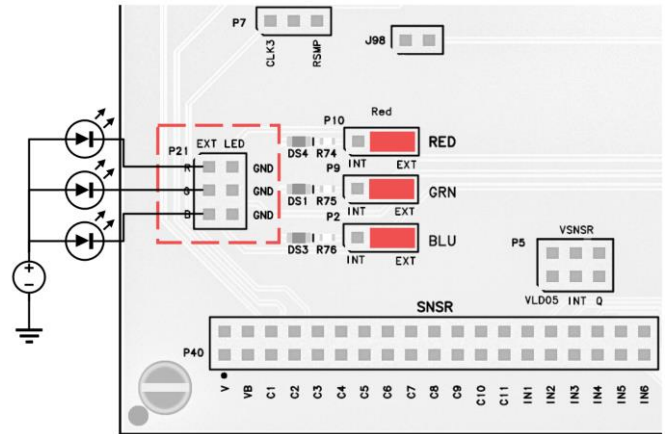 P7
CLK3
RSMP
J98
Red
P10
EXT LED
P21
R
GND
G
GND
B
GND
DS4 R74
INT
EXT
RED
P9
DS1 R75
INT
EXT
GRN
P2
DS3 R76
INT
EXT
BLU
VSNSR
P5
VLD05 INT Q
SNSR
P40
V VB C1 C2 C3 C4 C5 C6 C7 C8 C9 C10 C11 IN1 IN2 IN3 IN4 IN5 IN6
+
−